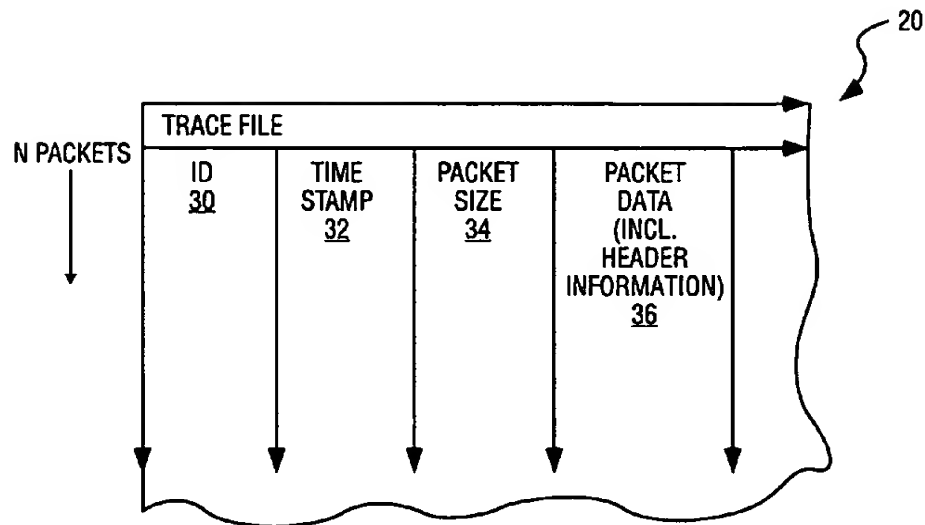 20
TRACE FILE
N PACKETS
ID
30
TIME
STAMP
32
PACKET
SIZE
34
PACKET
DATA
(INCL.
HEADER
INFORMATION)
36